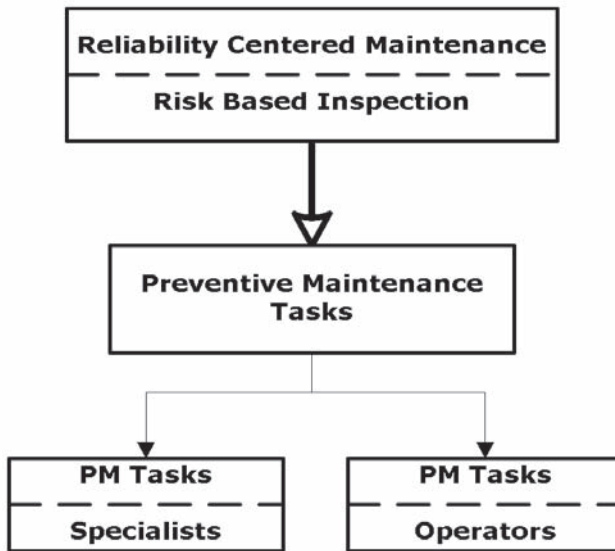 Reliability Centered Maintenance
Risk Based Inspection
Preventive Maintenance
Tasks
PM Tasks
Specialists
PM Tasks
Operators